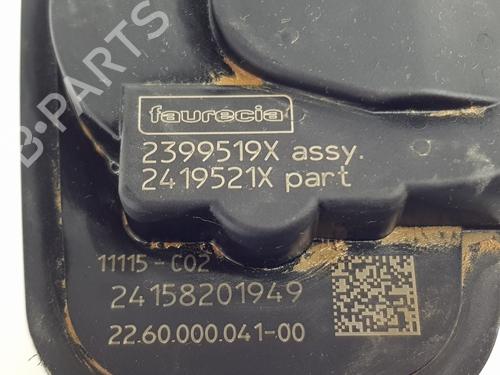 B-PARTS
faurecia
2399519X assy.
2419521X part
11115-C02
24158201949
22.60.000.041-00